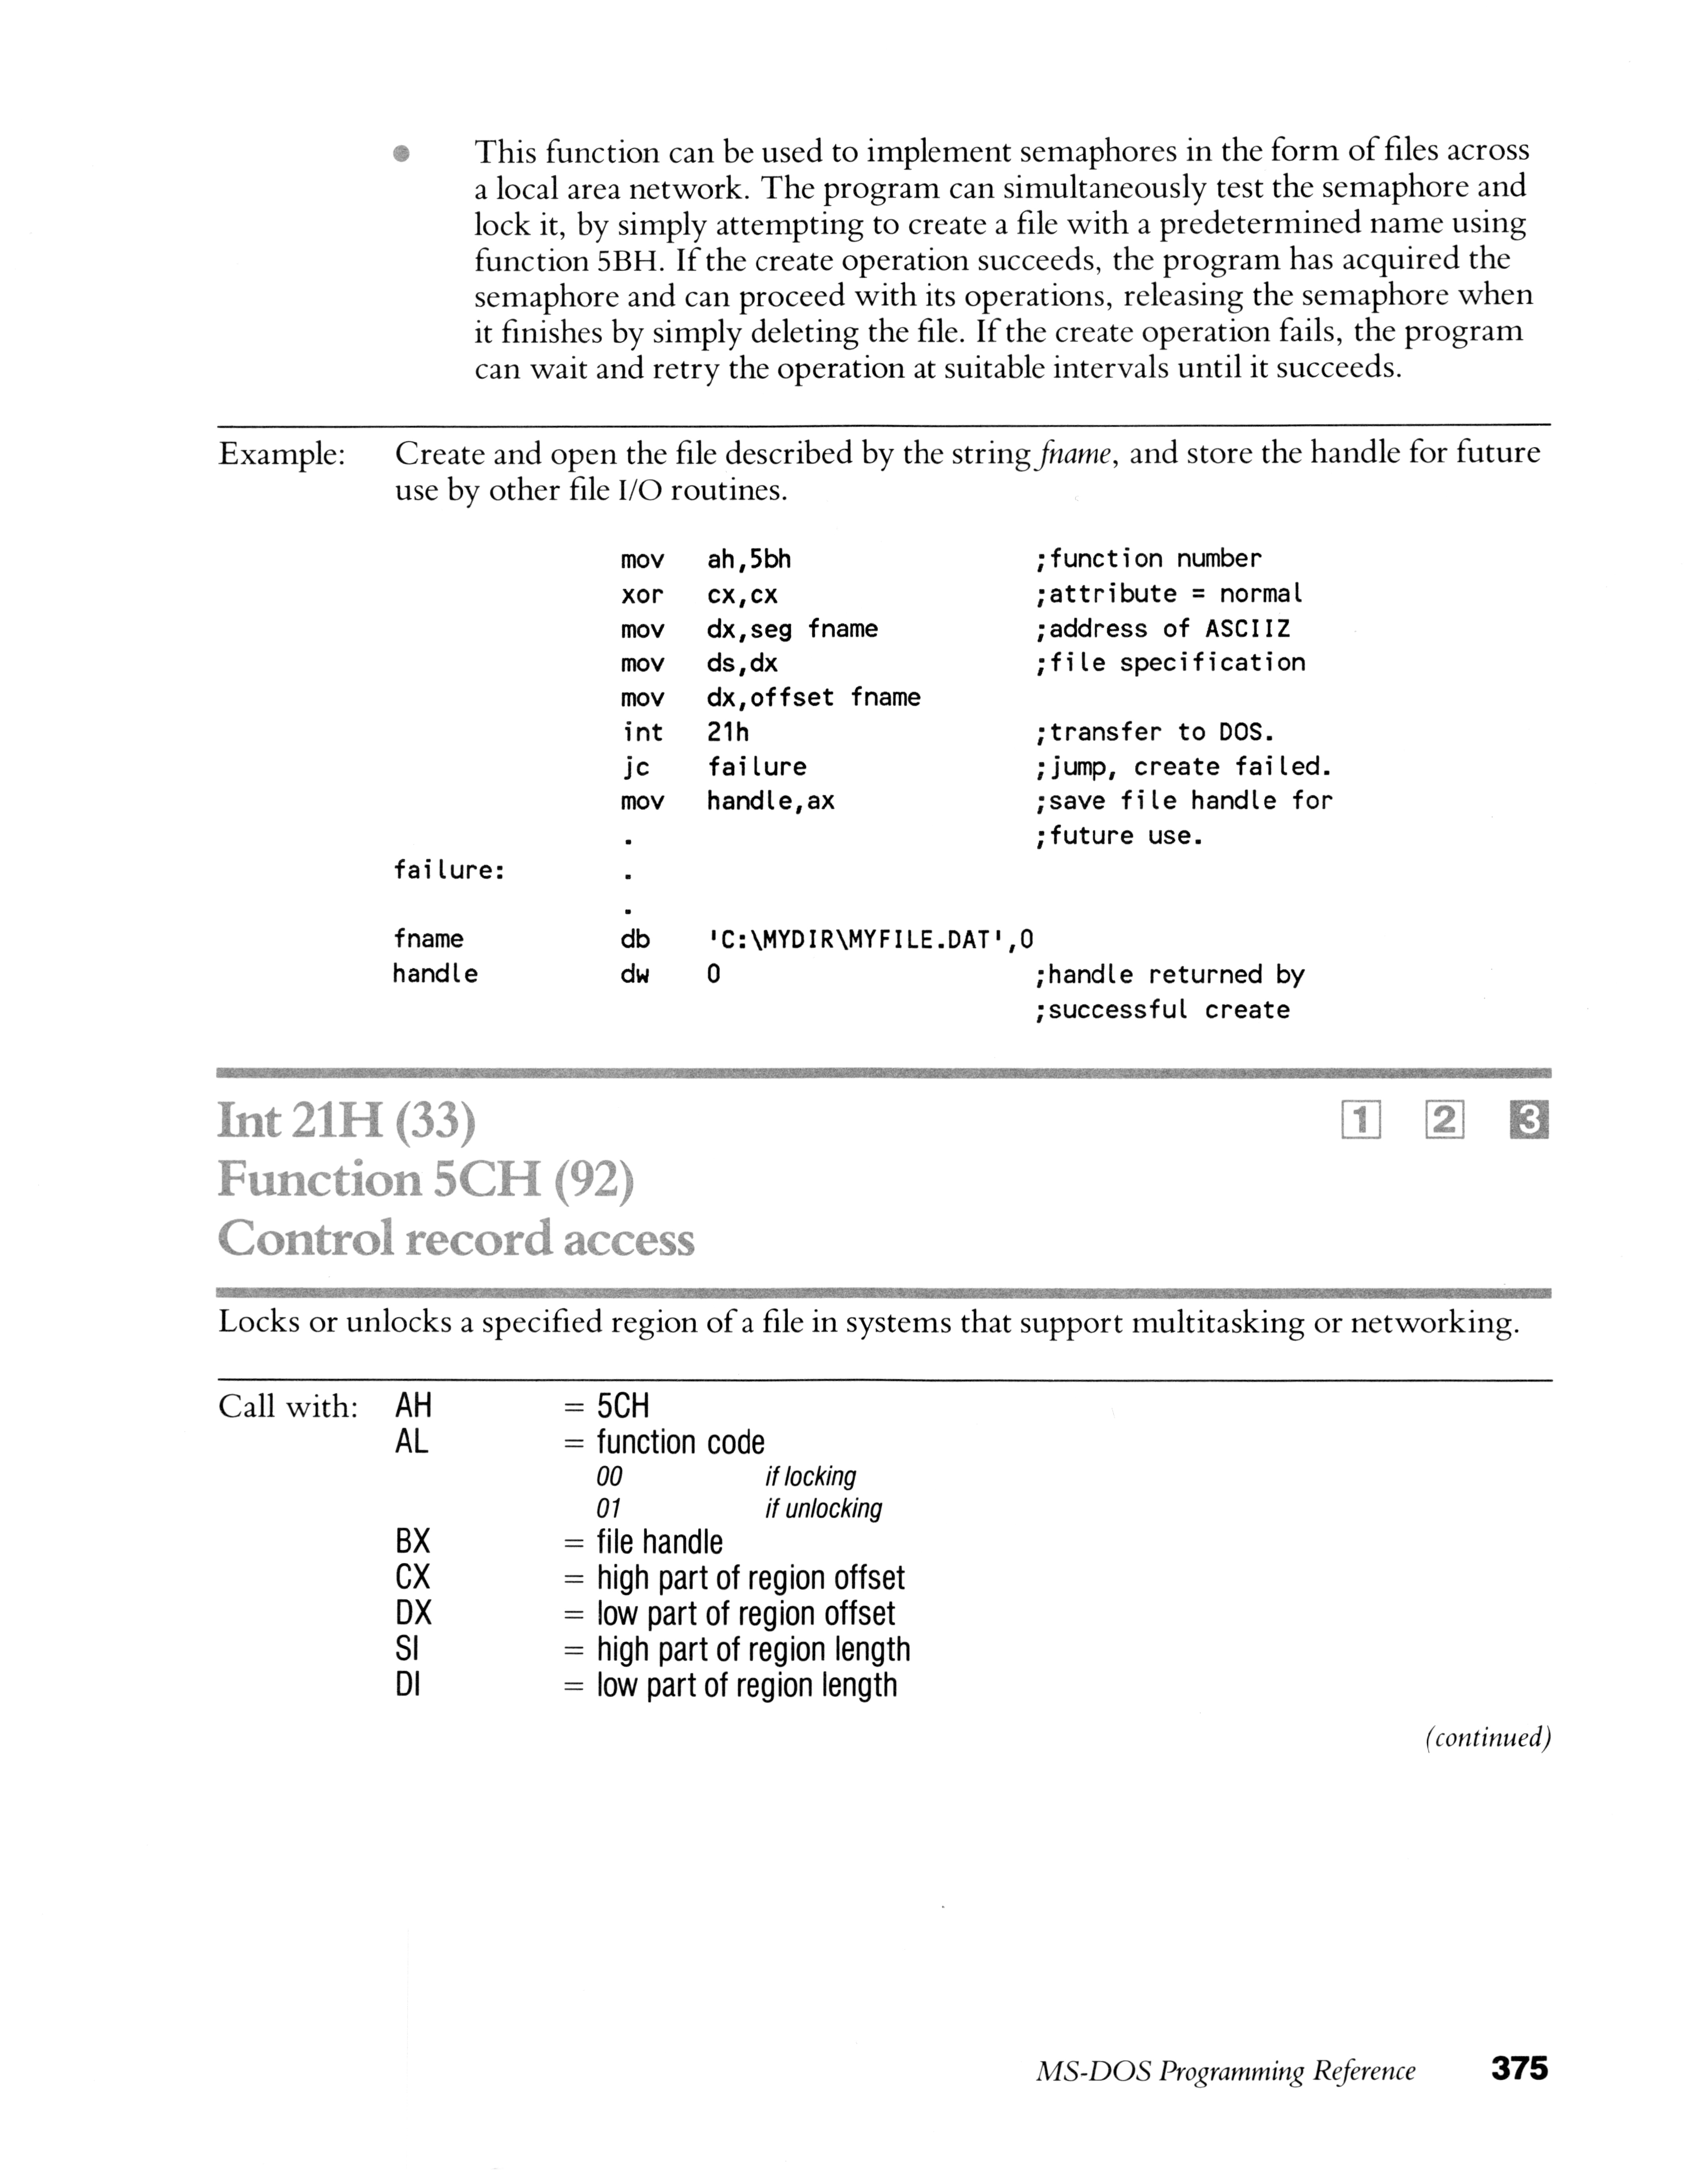 • This function can be used to implement semaphores in the form of files across
a local area network. The program can simultaneously test the semaphore and
lock it, by simply attempting to create a file with a predetermined name using
function 5BH. If the create operation succeeds, the program has acquired the
semaphore and can proceed with its operations, releasing the semaphore when
it finishes by simply deleting the file. If the create operation fails, the program
can wait and retry the operation at suitable intervals until it succeeds.
Example: Create and open the file described by the string fname, and store the handle for future
use by other file I/O routines.
mov ah,5bh ;function number
xor cx,cx ;attribute = normal
mov dx,seg fname ;address of ASCIIZ
mov ds,dx ;file specification
mov dx,offset fname
int 21h ;transfer to DOS.
jc failure ;jump, create failed.
mov handle,ax ;save file handle for
. ;future use.
failure: .
.
fname db 'C:\MYDIR\MYFILE.DAT',0
handle dw 0 ;handle returned by
;successful create
Int 21H (33) 1 2 3
Function 5CH (92)
Control record access
Locks or unlocks a specified region of a file in systems that support multitasking or networking.
Call with: AH = 5CH
AL = function code
00 if locking
01 if unlocking
BX = file handle
CX = high part of region offset
DX = low part of region offset
SI = high part of region length
DI = low part of region length
(continued)
MS-DOS Programming Reference 375